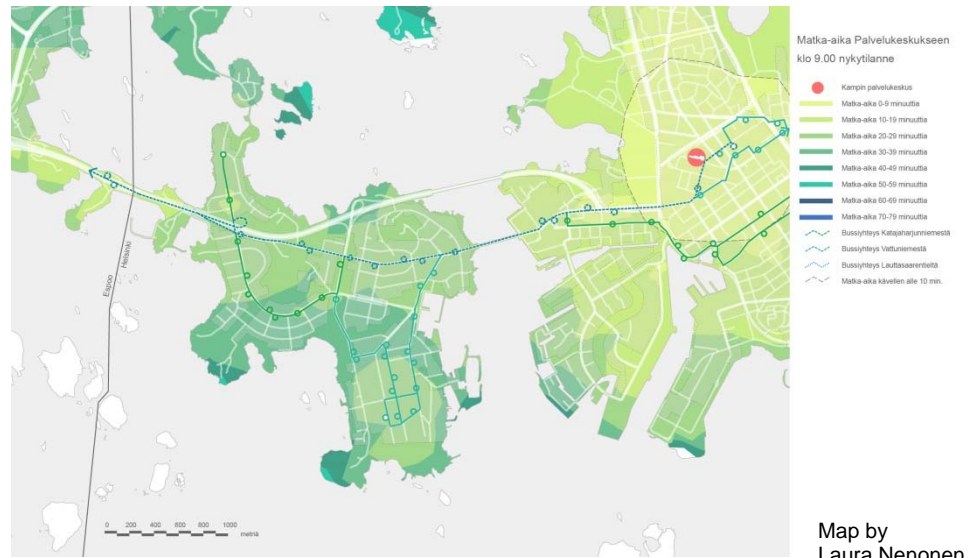 Matka-aika Palvelukeskukseen
klo 9.00 nykytilanne
Kampin palvelukeskus
Matka-aika 0-9 minuuttia
Matka-aika 10-19 minuuttia
Matka-aika 20-29 minuuttia
Matka-aika 30-39 minuuttia
Matka-aika 40-49 minuuttia
Matka-aika 50-59 minuuttia
Matka-aika 60-69 minuuttia
Matka-aika 70-79 minuuttia
Bussiyhteys Katajaharjunniemestä
Bussiyhteys Vattuniemestä
Bussiyhteys Lauttasaarentieltä
Matka-aika kävellen alle 10 min.
Espoo
Helsinki
0 200 400 600 800 1000
metriä
Map by
Laura Nenonen